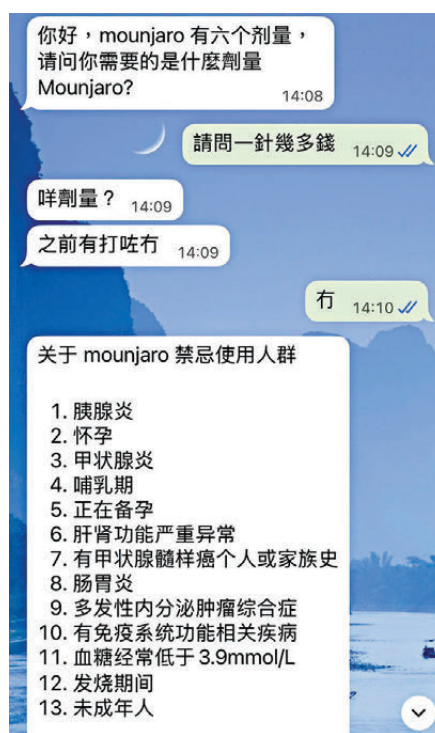 你好，mounjaro 有六个剂量，
请问你需要的是什麼劑量
Mounjaro?
14:08
請問一針幾多錢 14:09
咩劑量？ 14:09
之前有打咗冇 14:09
冇 14:10
关于 mounjaro 禁忌使用人群
1. 胰腺炎
2. 怀孕
3. 甲状腺炎
4. 哺乳期
5. 正在备孕
6. 肝肾功能严重异常
7. 有甲状腺髓样癌个人或家族史
8. 肠胃炎
9. 多发性内分泌肿瘤综合症
10. 有免疫系统功能相关疾病
11. 血糖经常低于 3.9mmol/L
12. 发烧期间
13. 未成年人